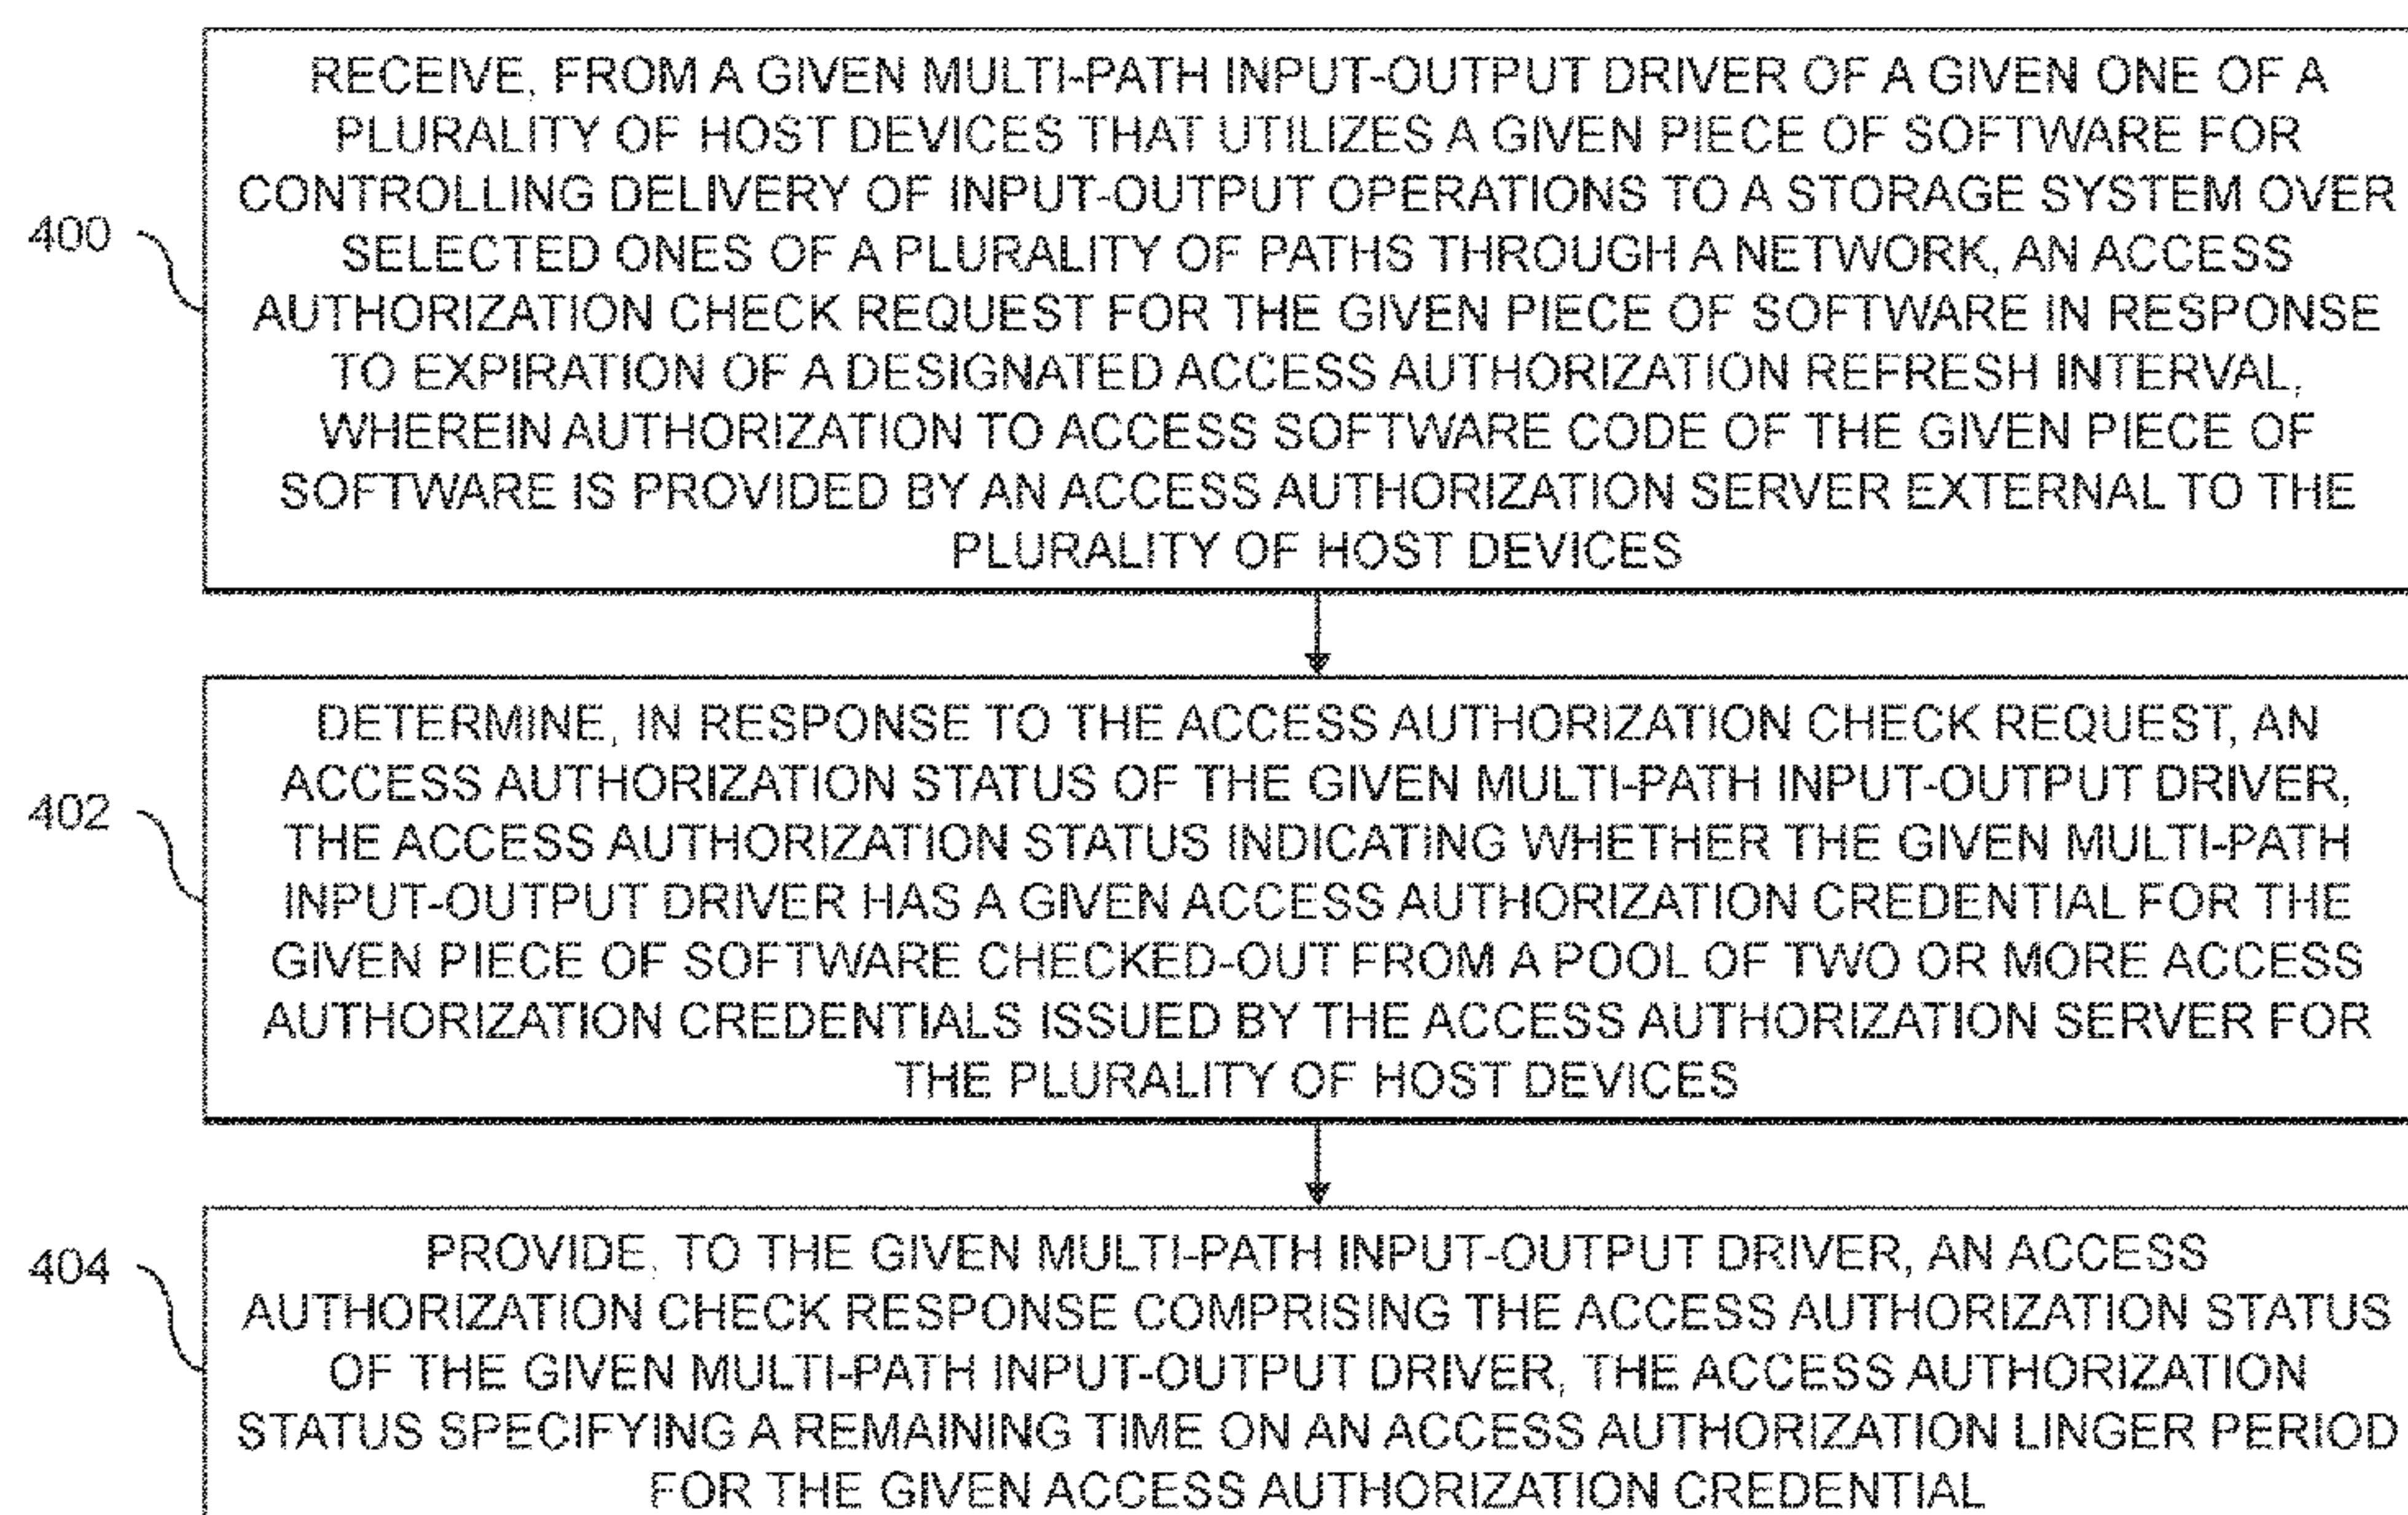 RECEIVE, FROM A GIVEN MULTI-PATH INPUT-OUTPUT DRIVER OF A GIVEN ONE OF A
PLURALITY OF HOST DEVICES THAT UTILIZES A GIVEN PIECE OF SOFTWARE FOR
CONTROLLING DELIVERY OF INPUT-OUTPUT OPERATIONS TO A STORAGE SYSTEM OVER
400
SELECTED ONES OF A PLURALITY OF PATHS THROUGH A NETWORK, AN ACCESS
AUTHORIZATION CHECK REQUEST FOR THE GIVEN PIECE OF SOFTWARE IN RESPONSE
TO EXPIRATION OF A DESIGNATED ACCESS AUTHORIZATION REFRESH INTERVAL,
WHEREIN AUTHORIZATION TO ACCESS SOFTWARE CODE OF THE GIVEN PIECE OF
SOFTWARE IS PROVIDED BY AN ACCESS AUTHORIZATION SERVER EXTERNAL TO THE
PLURALITY OF HOST DEVICES
DETERMINE, IN RESPONSE TO THE ACCESS AUTHORIZATION CHECK REQUEST, AN
ACCESS AUTHORIZATION STATUS OF THE GIVEN MULTI-PATH INPUT-OUTPUT DRIVER,
402
THE ACCESS AUTHORIZATION STATUS INDICATING WHETHER THE GIVEN MULTI-PATH
INPUT-OUTPUT DRIVER HAS A GIVEN ACCESS AUTHORIZATION CREDENTIAL FOR THE
GIVEN PIECE OF SOFTWARE CHECKED-OUT FROM A POOL OF TWO OR MORE ACCESS
AUTHORIZATION CREDENTIALS ISSUED BY THE ACCESS AUTHORIZATION SERVER FOR
THE PLURALITY OF HOST DEVICES
PROVIDE, TO THE GIVEN MULTI-PATH INPUT-OUTPUT DRIVER, AN ACCESS
404
AUTHORIZATION CHECK RESPONSE COMPRISING THE ACCESS AUTHORIZATION STATUS
OF THE GIVEN MULTI-PATH INPUT-OUTPUT DRIVER, THE ACCESS AUTHORIZATION
STATUS SPECIFYING A REMAINING TIME ON AN ACCESS AUTHORIZATION LINGER PERIOD
FOR THE GIVEN ACCESS AUTHORIZATION CREDENTIAL